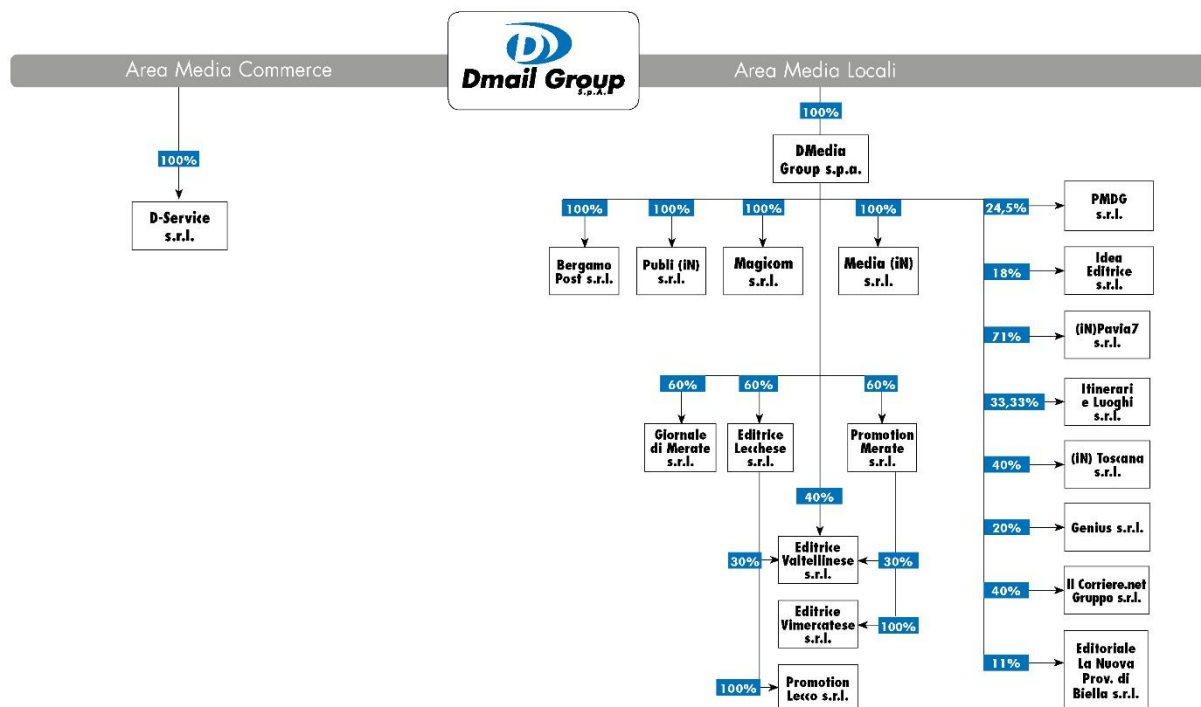 Area Media Commerce
Dmail Group
S.p.A.
Area Media Locali
100%
DMedia
Group s.p.a.
100%
D-Service
s.r.l.
100%
100%
100%
100%
Bergamo
Post s.r.l.
Publi (iN)
s.r.l.
Magicom
s.r.l.
Media (iN)
s.r.l.
24,5%
PMDG
s.r.l.
18%
Idea
Editrice
s.r.l.
71%
(iN)Pavia7
s.r.l.
33,33%
Itinerari
e Luoghi
s.r.l.
40%
(iN) Toscana
s.r.l.
20%
Genius s.r.l.
40%
Il Corriere.net
Gruppo s.r.l.
11%
Editoriale
La Nuova
Prov. di
Biella s.r.l.
60%
60%
60%
Giornale
di Merate
s.r.l.
Editrice
Lecchese
s.r.l.
Promotion
Merate
s.r.l.
40%
30%
Editrice
Valtellinese
s.r.l.
30%
Editrice
Vimercatese
s.r.l.
100%
100%
Promotion
Lecco s.r.l.